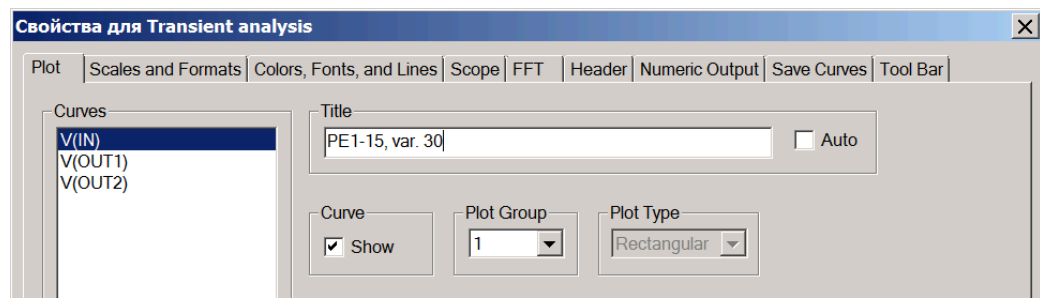 Свойства для Transient analysis
Plot Scales and Formats Colors, Fonts, and Lines Scope FFT Header Numeric Output Save Curves Tool Bar
Curves
V(IN)
V(OUT1)
V(OUT2)
Title
PE1-15, var. 30
Auto
Curve
Show
Plot Group
1
Plot Type
Rectangular